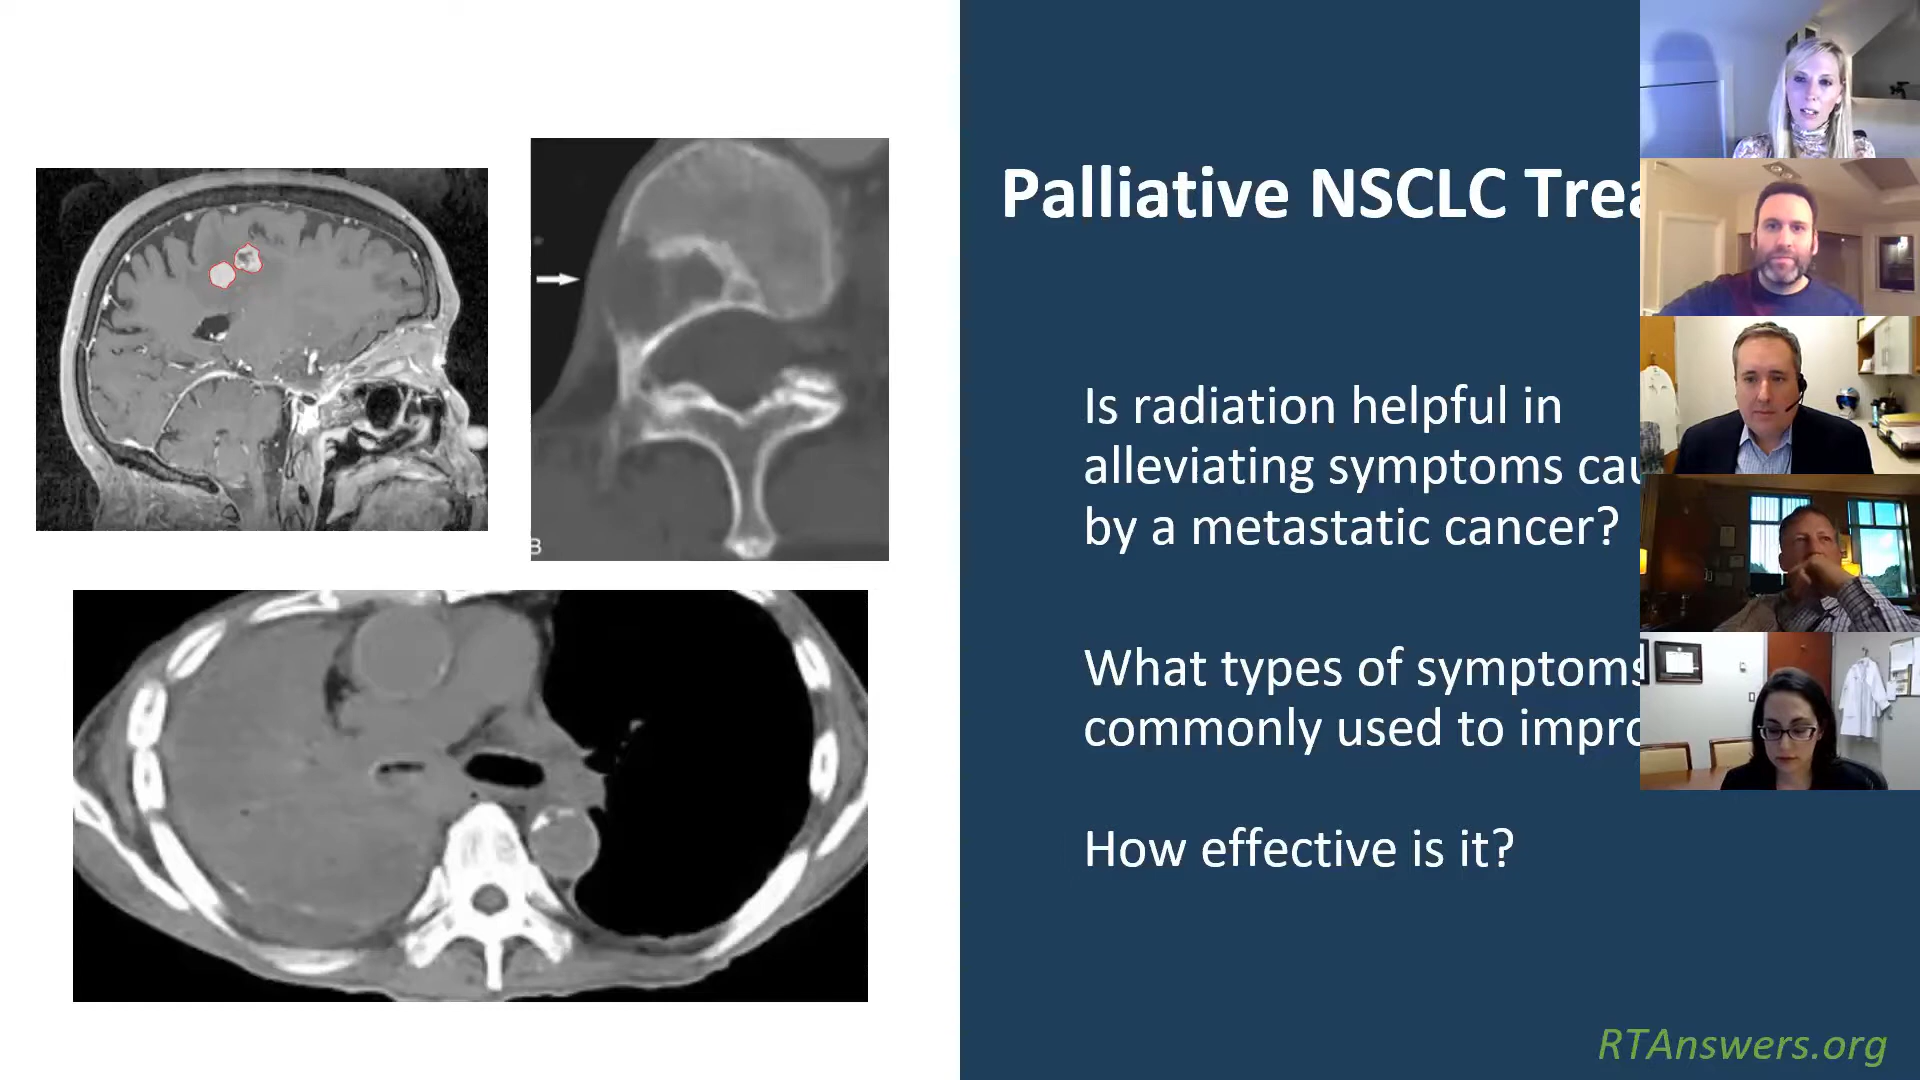 Palliative NSCLC Trea
Is radiation helpful in
alleviating symptoms cau
by a metastatic cancer?
What types of symptoms
commonly used to impro
How effective is it?
B
RTAnswers.org